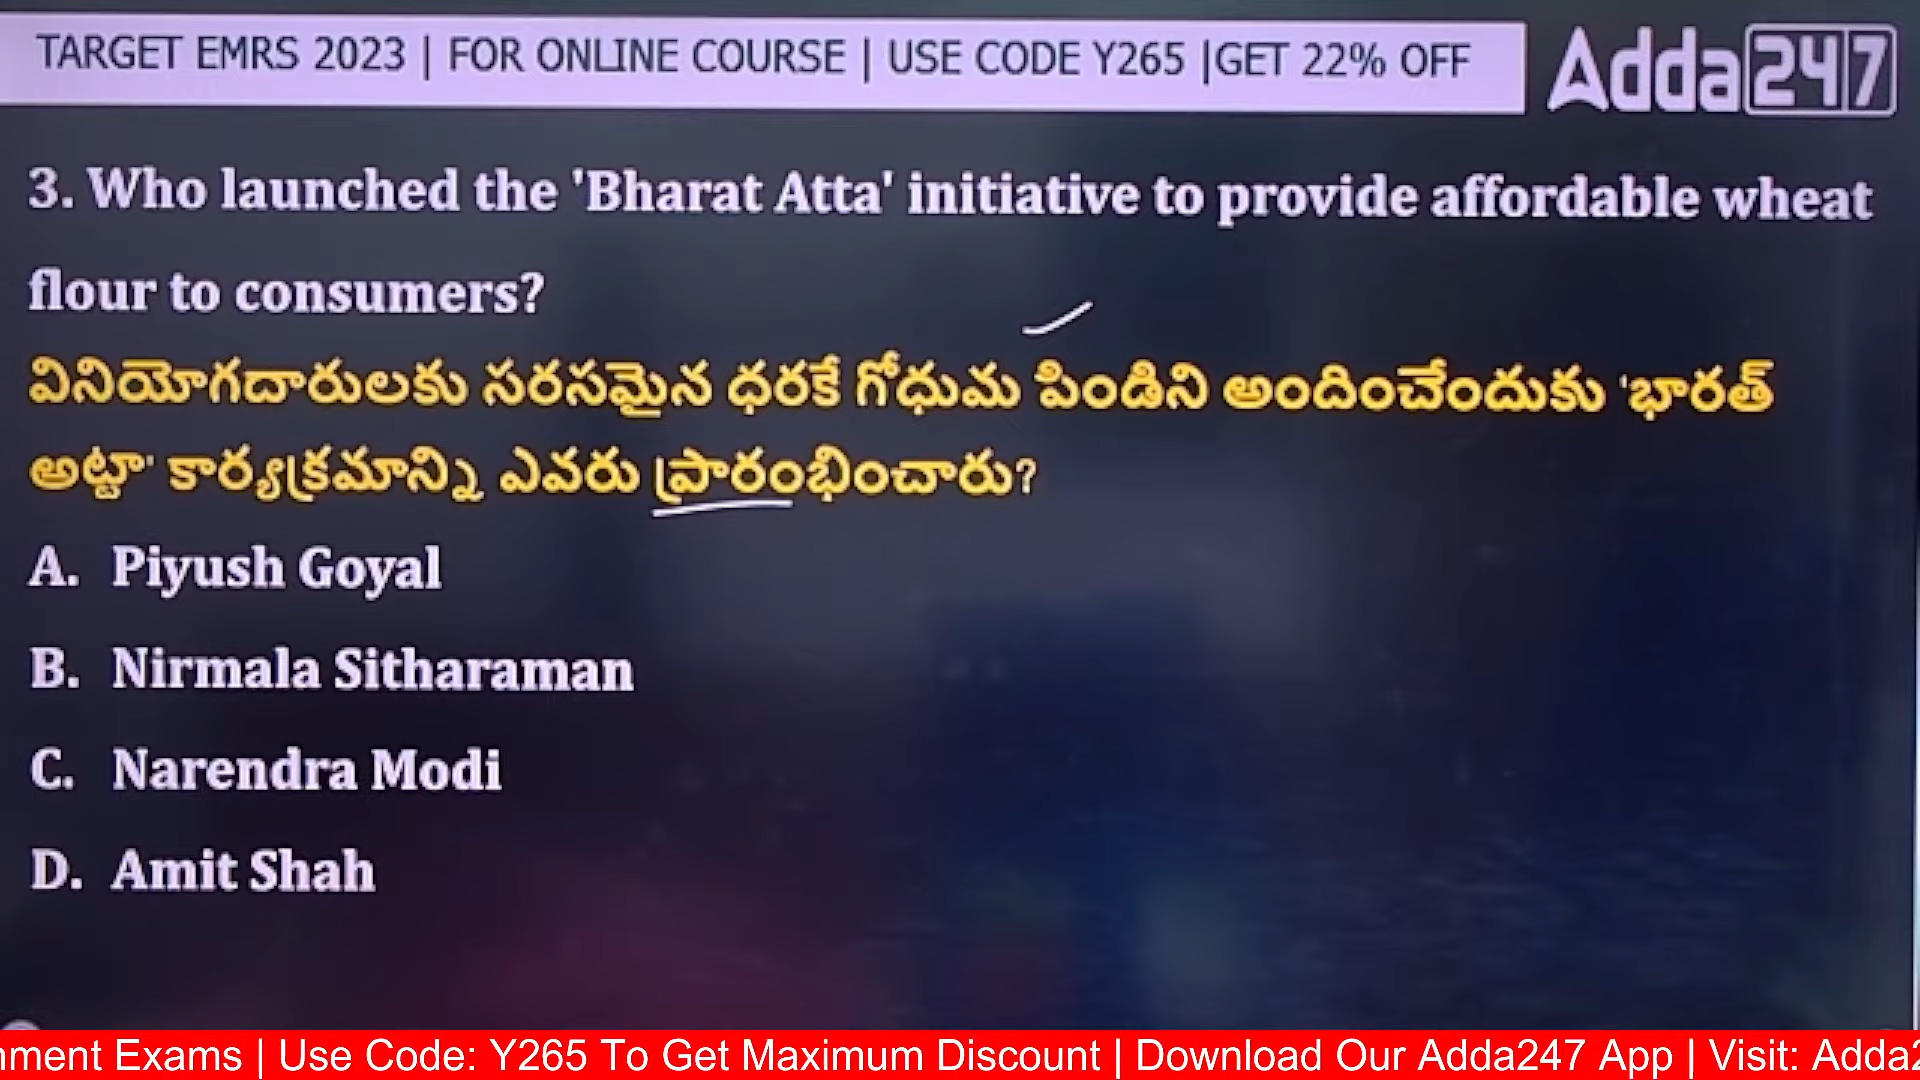 TARGET EMRS 2023 | FOR ONLINE COURSE | USE CODE Y265 |GET 22% OFF
Adda247
3. Who launched the 'Bharat Atta' initiative to provide affordable wheat
flour to consumers?
వినియోగదారులకు సరసమైన ధరకే గోధుమ పిండిని అందించేందుకు 'భారత్
అట్టా' కార్యక్రమాన్ని ఎవరు ప్రారంభించారు?
A. Piyush Goyal
B. Nirmala Sitharaman
C. Narendra Modi
D. Amit Shah
nment Exams | Use Code: Y265 To Get Maximum Discount | Download Our Adda247 App | Visit: Adda2